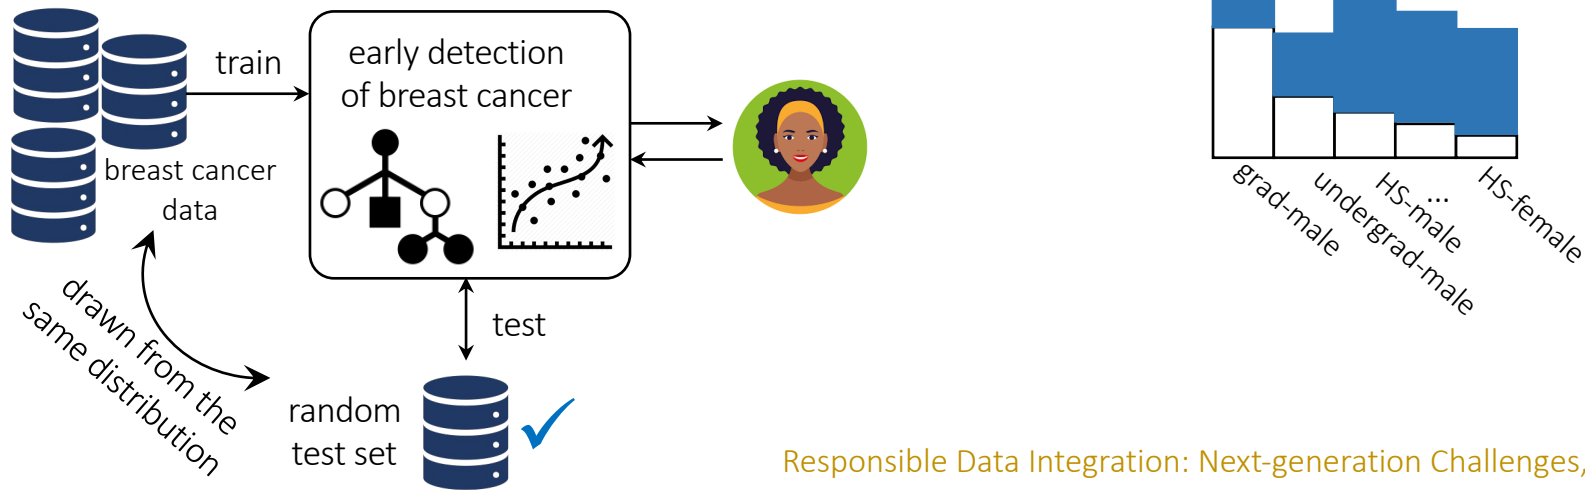 train
early detection
of breast cancer
breast cancer
data
drawn from the
same distribution
test
random
test set
grad-male
undergrad-male
HS-male
...
HS-female
Responsible Data Integration: Next-generation Challenges,